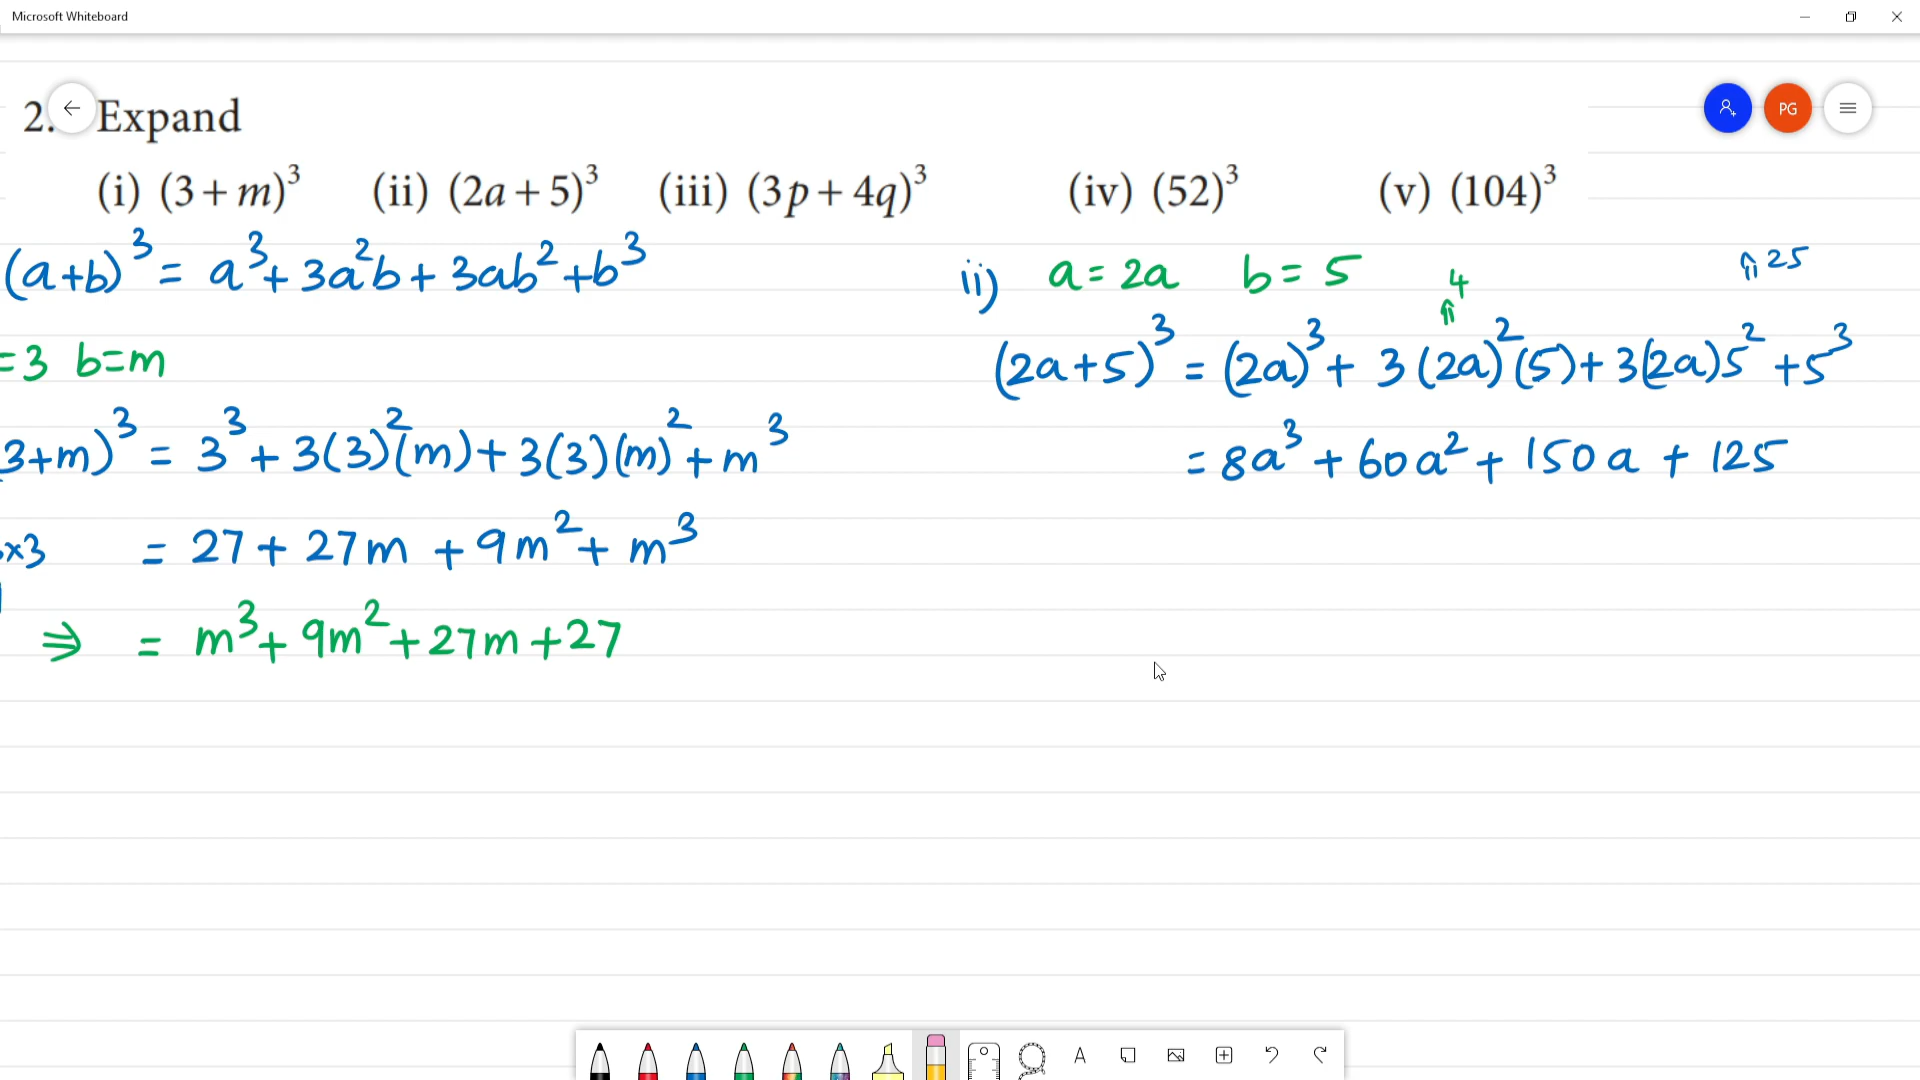 Microsoft Whiteboard
2. Expand
PG
(i) (3+m)³ (ii) (2a+5)³ (iii) (3p+4q)³ (iv) (52)³ (v) (104)³
(a+b)³ = a³+3a²b+3ab²+b³
=3 b=m
3+m)³ = 3³+3(3)²(m)+3(3)(m)²+m³
×3 = 27+27m+9m²+m³
⇒ = m³+9m²+27m+27
ii) a=2a b=5
4
⇑
⇑ 25
(2a+5)³ = (2a)³+3(2a)²(5)+3(2a)5²+5³
= 8a³+60a²+150a+125
A